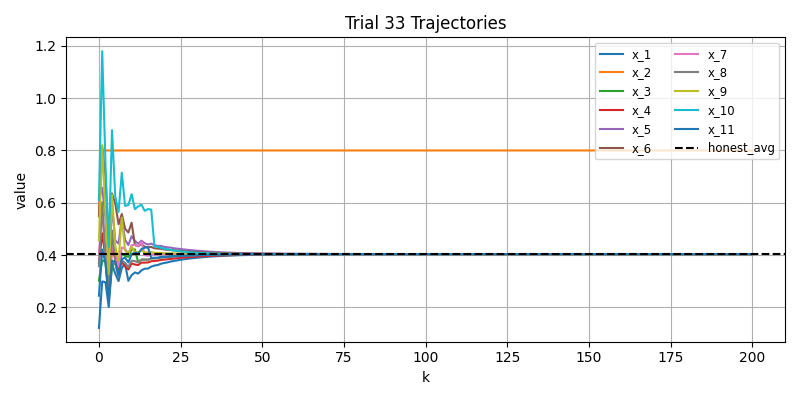 Trial 33 Trajectories
value
1.2
1.0
0.8
0.6
0.4
0.2
x_1
x_2
x_3
x_4
x_5
x_6
x_7
x_8
x_9
x_10
x_11
honest_avg
0
25
50
75
100
125
150
175
200
k